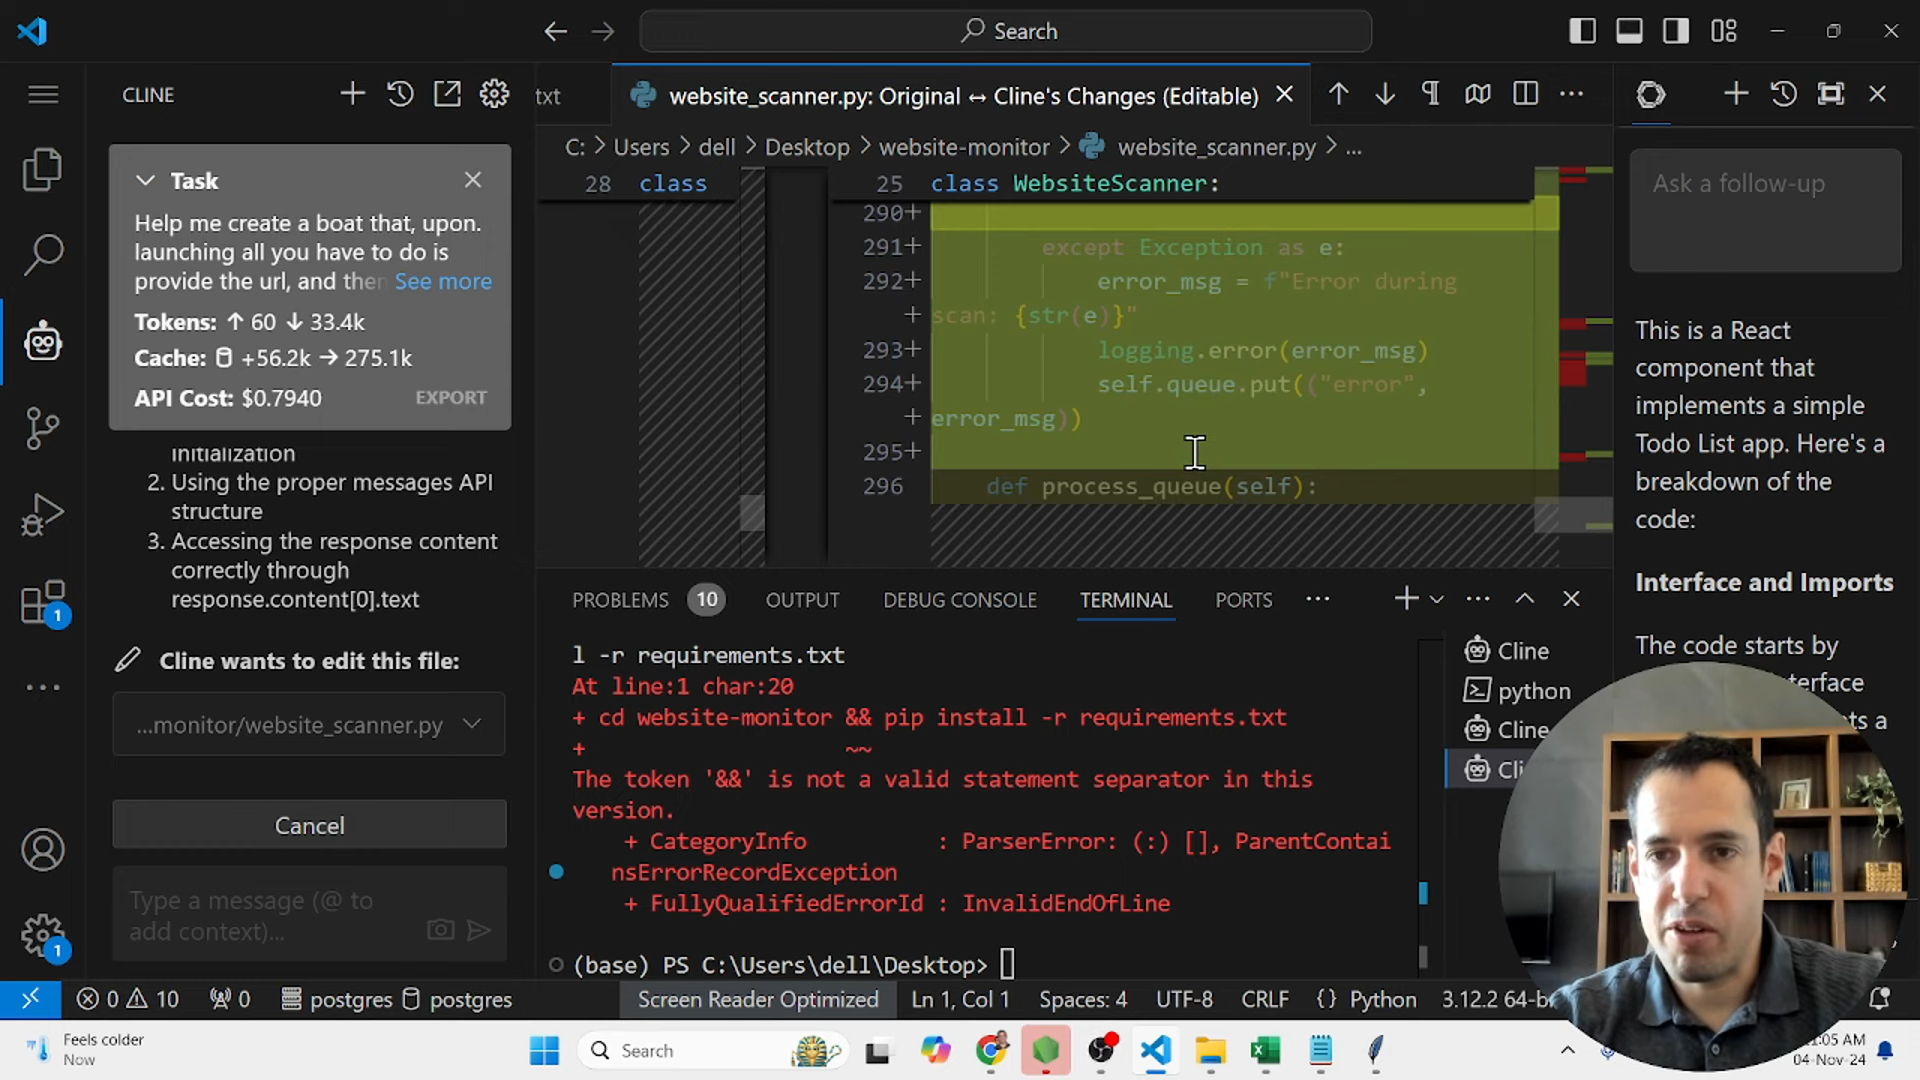 Search
CLINE
txt
website_scanner.py: Original ↔ Cline's Changes (Editable)
C: > Users > dell > Desktop > website-monitor > website_scanner.py > ...
Task
Help me create a boat that, upon.
launching all you have to do is
provide the url, and then See more
Tokens: ↑ 60 ↓ 33.4k
Cache: +56.2k → 275.1k
API Cost: $0.7940 EXPORT
initialization
2. Using the proper messages API
structure
3. Accessing the response content
correctly through
response.content[0].text
Cline wants to edit this file:
...monitor/website_scanner.py
Cancel
Type a message (@ to
add context)...
28 class
25 class WebsiteScanner:
290+
291+ except Exception as e:
292+ error_msg = f"Error during
+ scan: {str(e)}"
293+ logging.error(error_msg)
294+ self.queue.put(("error",
+ error_msg))
295+
296 def process_queue(self):
PROBLEMS 10 OUTPUT DEBUG CONSOLE TERMINAL PORTS ...
l -r requirements.txt
At line:1 char:20
+ cd website-monitor && pip install -r requirements.txt
+ ~~
The token '&&' is not a valid statement separator in this
version.
+ CategoryInfo : ParserError: (:) [], ParentContai
nsErrorRecordException
+ FullyQualifiedErrorId : InvalidEndOfLine
(base) PS C:\Users\dell\Desktop>
Cline
python
Cline
Ask a follow-up
This is a React
component that
implements a simple
Todo List app. Here's a
breakdown of the
code:
Interface and Imports
The code starts by
1
1
0 10 0 postgres postgres
Screen Reader Optimized Ln 1, Col 1 Spaces: 4 UTF-8 CRLF {} Python 3.12.2
Feels colder
Now
Search
04-Nov-24